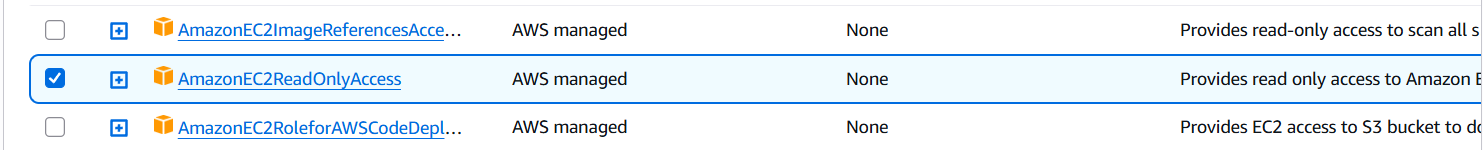 AmazonEC2ImageReferencesAcce... AWS managed None Provides read-only access to scan all s
AmazonEC2ReadOnlyAccess AWS managed None Provides read only access to Amazon E
AmazonEC2RoleforAWSCodeDepl... AWS managed None Provides EC2 access to S3 bucket to do